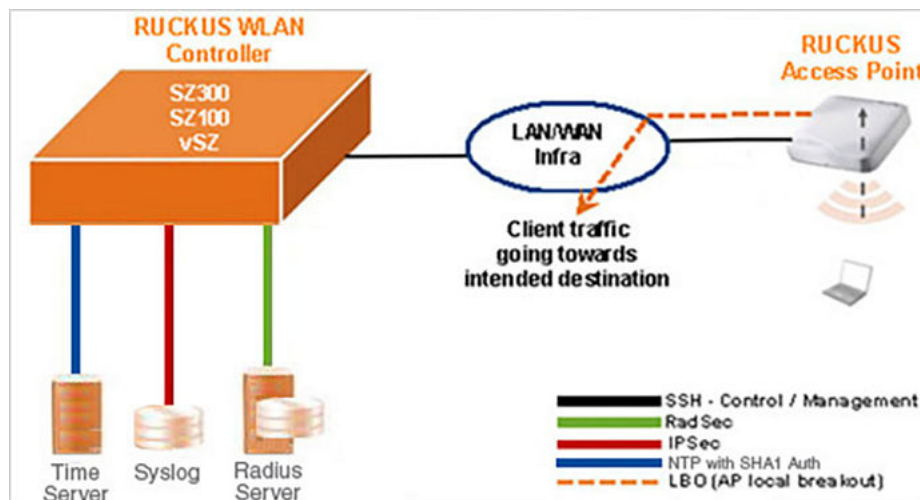 RUCKUS WLAN
Controller
SZ300
SZ100
vSZ
LAN/WAN
Infra
RUCKUS
Access Point
Client traffic
going towards
intended destination
Time
Server
Syslog
Radius
Server
SSH - Control / Management
RadSec
IPSec
NTP with SHA1 Auth
LBO (AP local breakout)